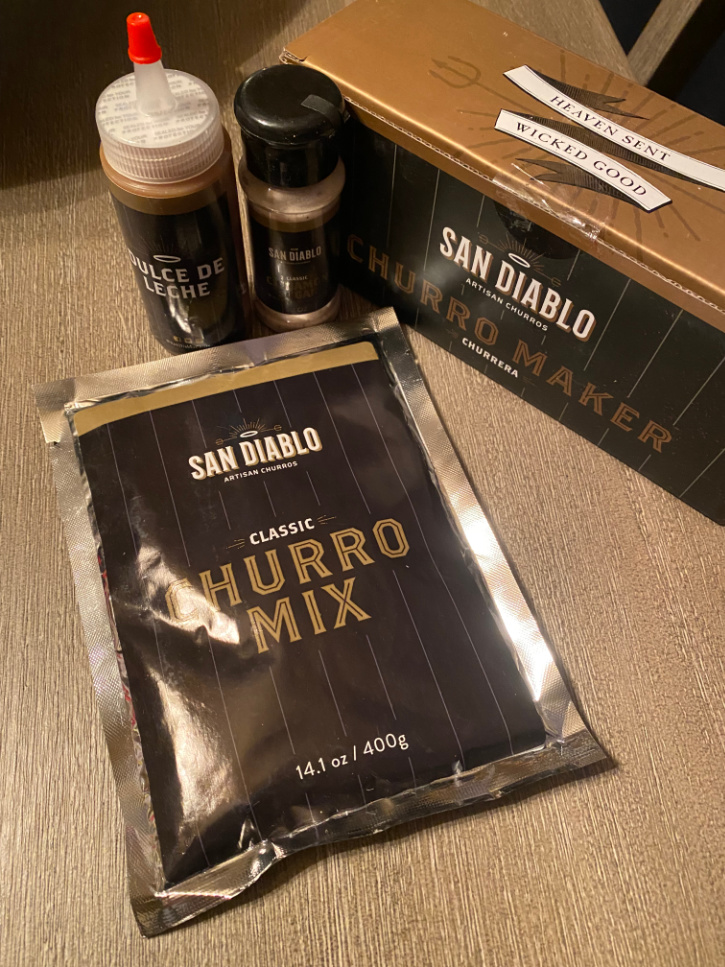 DULCE DE
LECHE
SAN DIABLO
CLASSIC
HEAVEN SENT
WICKED GOOD
SAN DIABLO
ARTISAN CHURROS
CHURRO MAKER
CHURRERA
SAN DIABLO
ARTISAN CHURROS
CLASSIC
CHURRO
MIX
14.1 oz / 400g